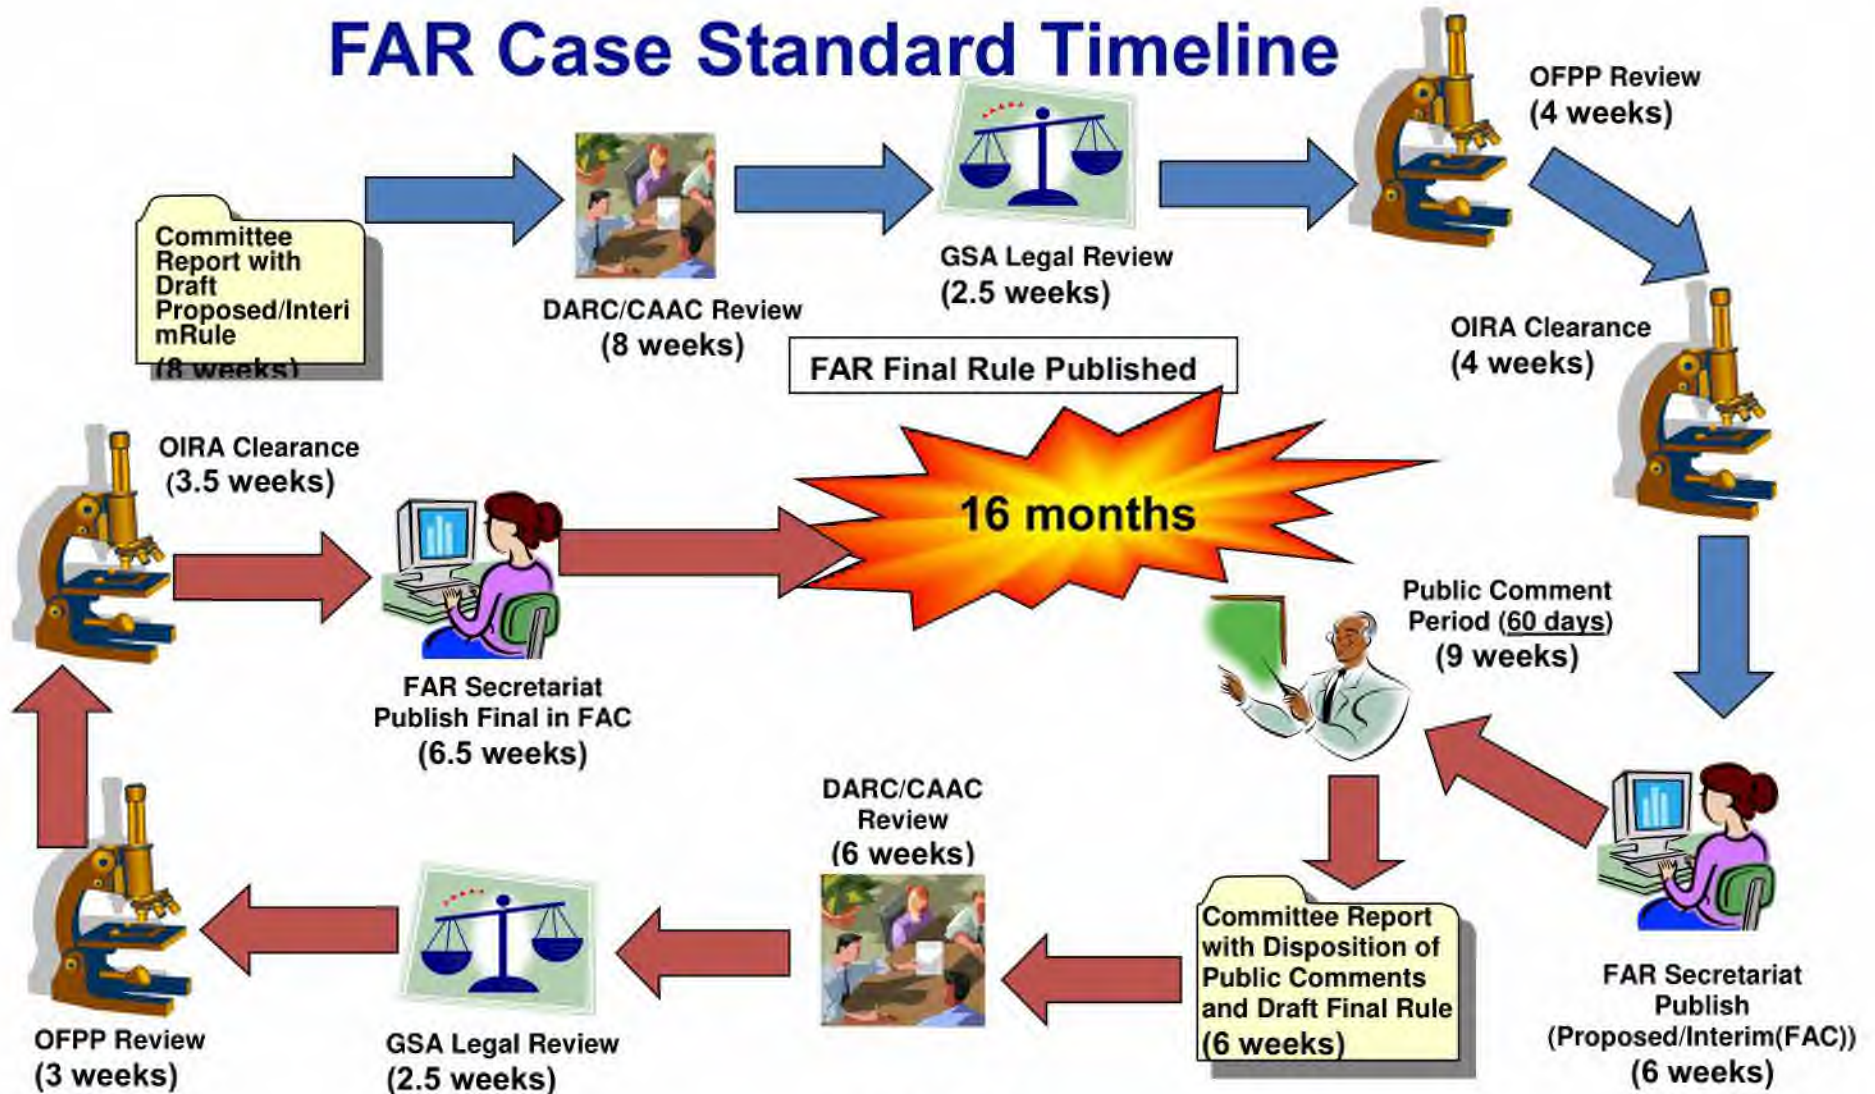 FAR Case Standard Timeline
Committee
Report with
Draft
Proposed/Interi
mRule
(8 weeks)
DARC/CAAC Review
(8 weeks)
GSA Legal Review
(2.5 weeks)
OFPP Review
(4 weeks)
OIRA Clearance
(4 weeks)
FAR Secretariat
Publish
(Proposed/Interim(FAC))
(6 weeks)
Public Comment
Period (60 days)
(9 weeks)
Committee Report
with Disposition of
Public Comments
and Draft Final Rule
(6 weeks)
DARC/CAAC
Review
(6 weeks)
GSA Legal Review
(2.5 weeks)
OFPP Review
(3 weeks)
OIRA Clearance
(3.5 weeks)
FAR Secretariat
Publish Final in FAC
(6.5 weeks)
FAR Final Rule Published
16 months